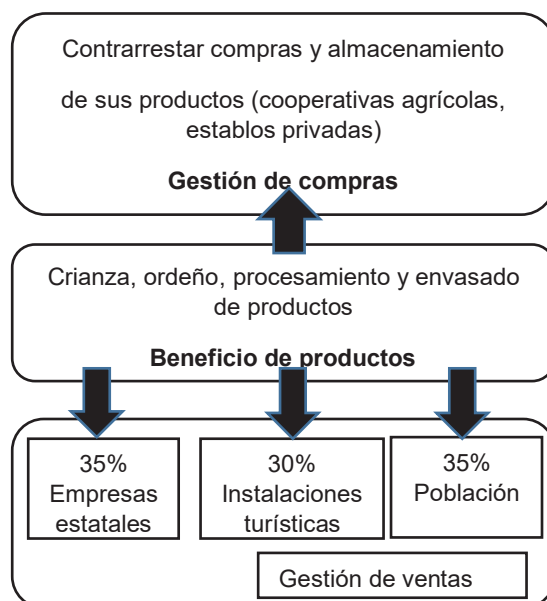 Contrarrestar compras y almacenamiento
de sus productos (cooperativas agrícolas,
establos privadas)
Gestión de compras
Crianza, ordeño, procesamiento y envasado
de productos
Beneficio de productos
35%
Empresas
estatales
30%
Instalaciones
turísticas
35%
Población
Gestión de ventas